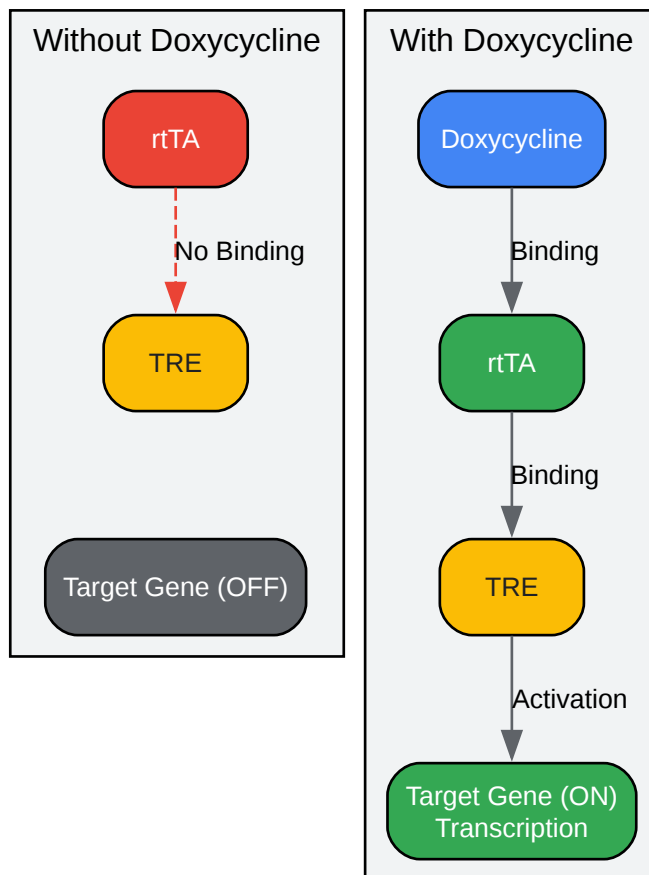 Without Doxycycline
rtTA
No Binding
TRE
Target Gene (OFF)
With Doxycycline
Doxycycline
Binding
rtTA
Binding
TRE
Activation
Target Gene (ON)
Transcription